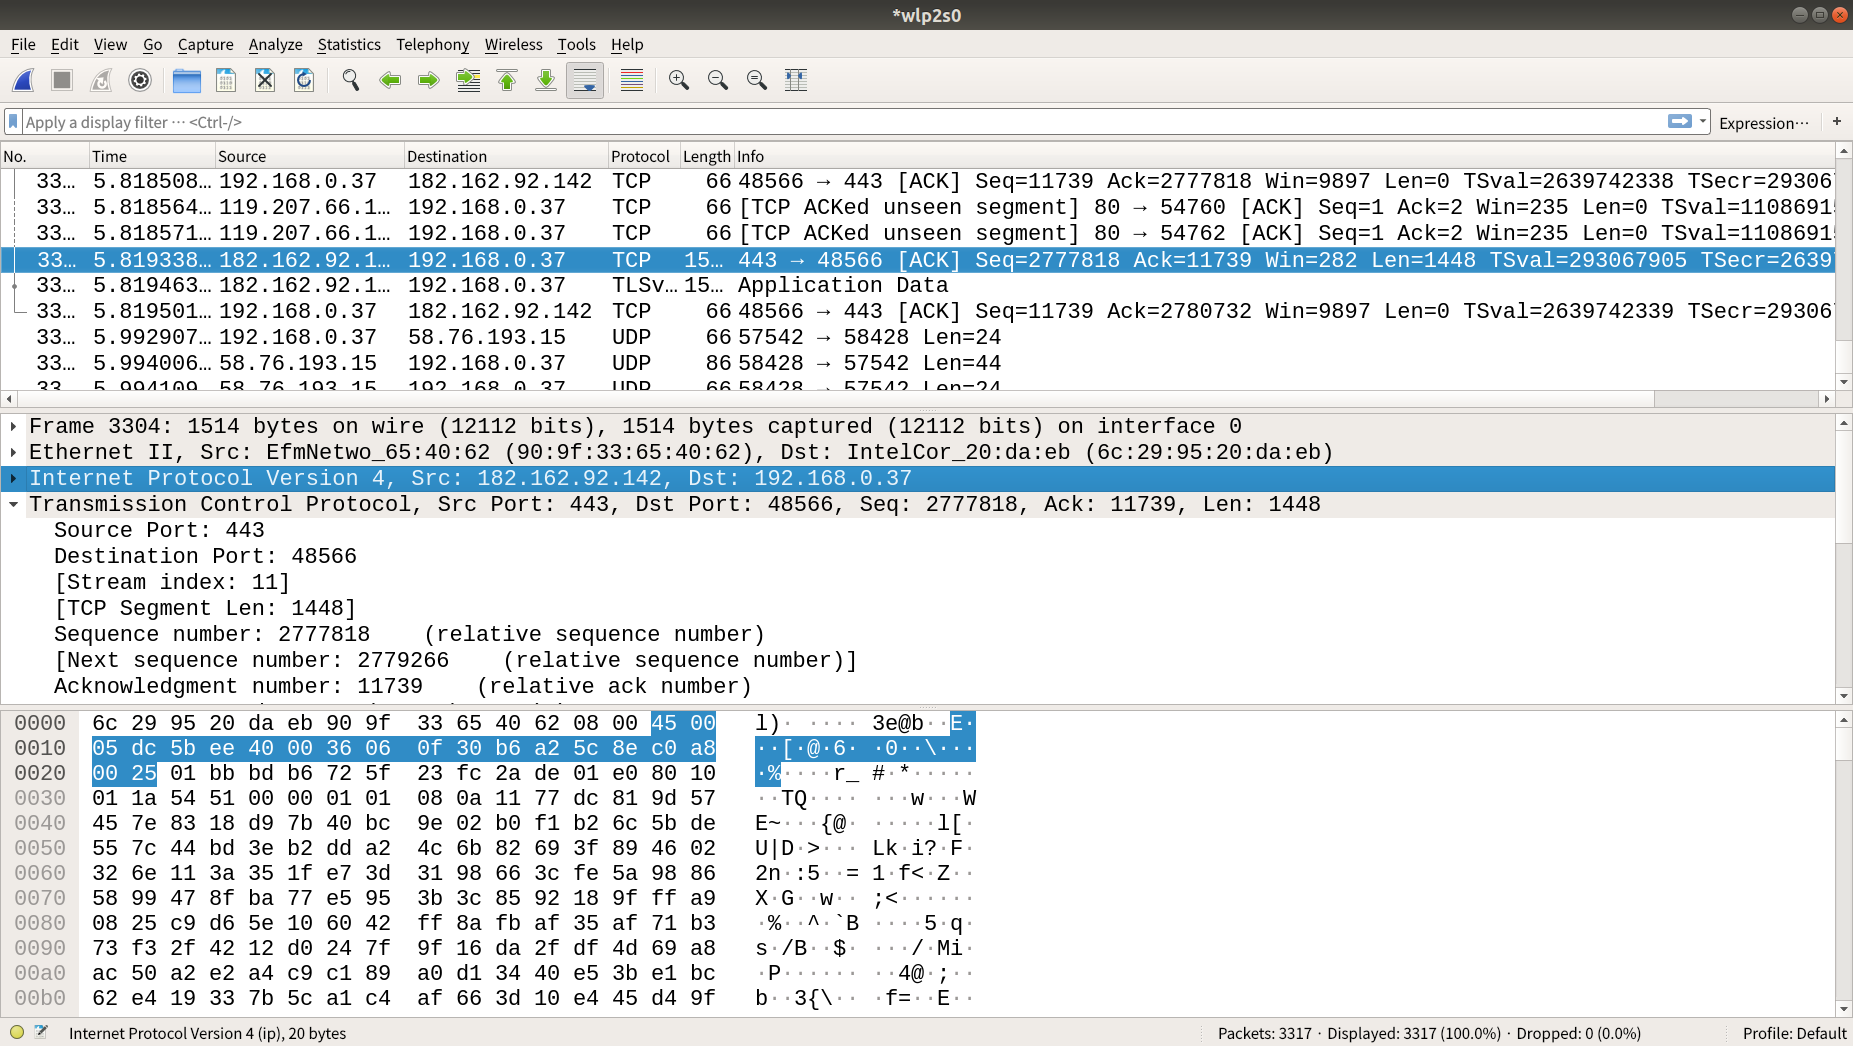 *wlp2s0
File Edit View Go Capture Analyze Statistics Telephony Wireless Tools Help
Apply a display filter ··· <Ctrl-/> Expression··· +
No. Time Source Destination Protocol Length Info
33… 5.818508… 192.168.0.37 182.162.92.142 TCP 66 48566 → 443 [ACK] Seq=11739 Ack=2777818 Win=9897 Len=0 TSval=2639742338 TSecr=29306
33… 5.818564… 119.207.66.1… 192.168.0.37 TCP 66 [TCP ACKed unseen segment] 80 → 54760 [ACK] Seq=1 Ack=2 Win=235 Len=0 TSval=1108691
33… 5.818571… 119.207.66.1… 192.168.0.37 TCP 66 [TCP ACKed unseen segment] 80 → 54762 [ACK] Seq=1 Ack=2 Win=235 Len=0 TSval=1108691
33… 5.819338… 182.162.92.1… 192.168.0.37 TCP 15… 443 → 48566 [ACK] Seq=2777818 Ack=11739 Win=282 Len=1448 TSval=293067905 TSecr=2639
33… 5.819463… 182.162.92.1… 192.168.0.37 TLSv… 15… Application Data
33… 5.819501… 192.168.0.37 182.162.92.142 TCP 66 48566 → 443 [ACK] Seq=11739 Ack=2780732 Win=9897 Len=0 TSval=2639742339 TSecr=29306
33… 5.992907… 192.168.0.37 58.76.193.15 UDP 66 57542 → 58428 Len=24
33… 5.994006… 58.76.193.15 192.168.0.37 UDP 86 58428 → 57542 Len=44
33… 5.994109… 58.76.193.15 192.168.0.37 UDP 66 58428 → 57542 Len=24
Frame 3304: 1514 bytes on wire (12112 bits), 1514 bytes captured (12112 bits) on interface 0
Ethernet II, Src: EfmNetwo_65:40:62 (90:9f:33:65:40:62), Dst: IntelCor_20:da:eb (6c:29:95:20:da:eb)
Internet Protocol Version 4, Src: 182.162.92.142, Dst: 192.168.0.37
Transmission Control Protocol, Src Port: 443, Dst Port: 48566, Seq: 2777818, Ack: 11739, Len: 1448
Source Port: 443
Destination Port: 48566
[Stream index: 11]
[TCP Segment Len: 1448]
Sequence number: 2777818 (relative sequence number)
[Next sequence number: 2779266 (relative sequence number)]
Acknowledgment number: 11739 (relative ack number)
0000 6c 29 95 20 da eb 90 9f 33 65 40 62 08 00 45 00 l)· ···· 3e@b··E·
0010 05 dc 5b ee 40 00 36 06 0f 30 b6 a2 5c 8e c0 a8 ··[·@·6· ·0··\···
0020 00 25 01 bb bd b6 72 5f 23 fc 2a de 01 e0 80 10 ·%····r_ #·*·····
0030 01 1a 54 51 00 00 01 01 08 0a 11 77 dc 81 9d 57 ··TQ···· ···w···W
0040 45 7e 83 18 d9 7b 40 bc 9e 02 b0 f1 b2 6c 5b de E~···{@· ·····l[·
0050 55 7c 44 bd 3e b2 dd a2 4c 6b 82 69 3f 89 46 02 U|D·>··· Lk·i?·F·
0060 32 6e 11 3a 35 1f e7 3d 31 98 66 3c fe 5a 98 86 2n·:5··= 1·f<·Z··
0070 58 99 47 8f ba 77 e5 95 3b 3c 85 92 18 9f ff a9 X·G··w·· ;<······
0080 08 25 c9 d6 5e 10 60 42 ff 8a fb af 35 af 71 b3 ·%··^·`B ····5·q·
0090 73 f3 2f 42 12 d0 24 7f 9f 16 da 2f df 4d 69 a8 s·/B··$· ···/·Mi·
00a0 ac 50 a2 e2 a4 c9 c1 89 a0 d1 34 40 e5 3b e1 bc ·P······ ··4@·;··
00b0 62 e4 19 33 7b 5c a1 c4 af 66 3d 10 e4 45 d4 9f b··3{\·· ·f=··E··
Internet Protocol Version 4 (ip), 20 bytes Packets: 3317 · Displayed: 3317 (100.0%) · Dropped: 0 (0.0%) Profile: Default